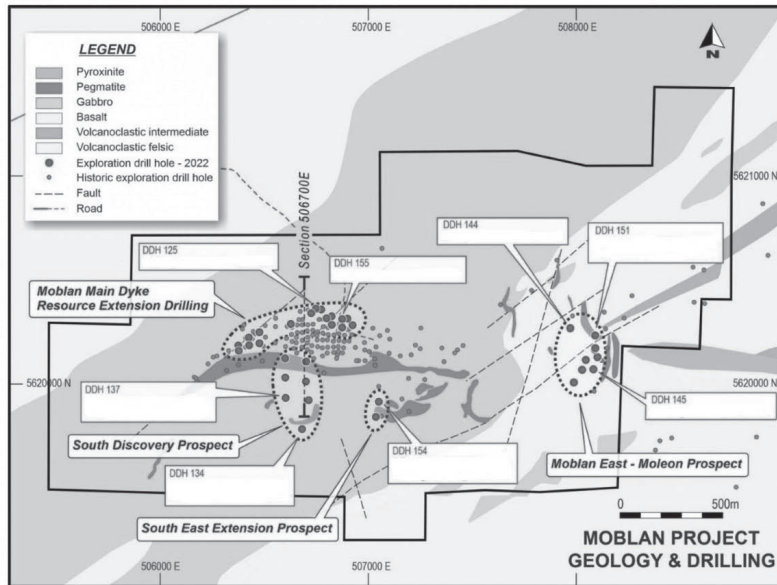 506000 E
507000 E
508000 E
LEGEND
Pyroxinite
Pegmatite
Gabbro
Basalt
Volcanoclastic intermediate
Volcanoclastic felsic
Exploration drill hole - 2022
Historic exploration drill hole
Fault
Road
N
5621000 N
Section 506700E
DDH 125
DDH 155
DDH 144
DDH 151
Moblan Main Dyke
Resource Extension Drilling
5620000 N
5620000 N
DDH 137
DDH 145
South Discovery Prospect
DDH 134
DDH 154
Moblan East - Moleon Prospect
South East Extension Prospect
0
500m
MOBLAN PROJECT
GEOLOGY & DRILLING
506000 E
507000 E